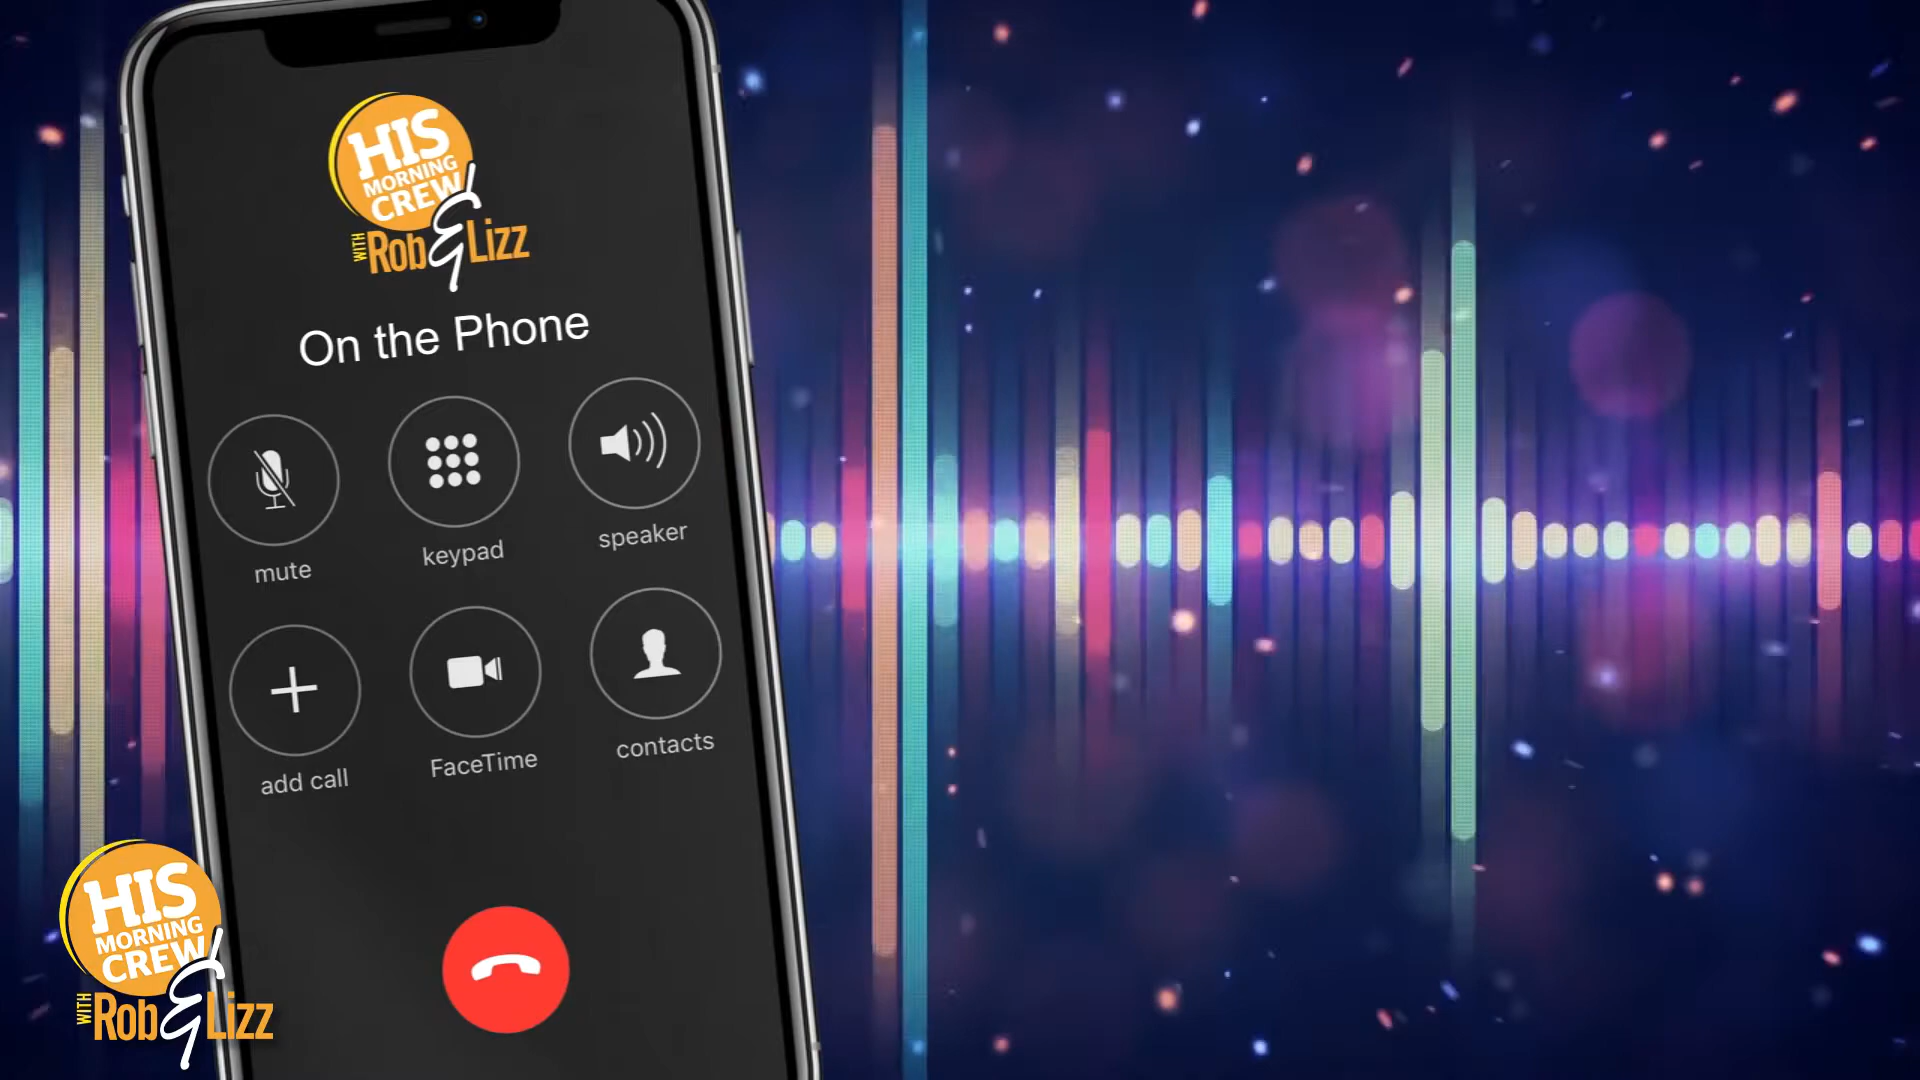 HIS
MORNING
CREW
WITH Rob & Lizz
On the Phone
mute
keypad
speaker
add call
FaceTime
contacts
HIS
MORNING
CREW
WITH Rob & Lizz